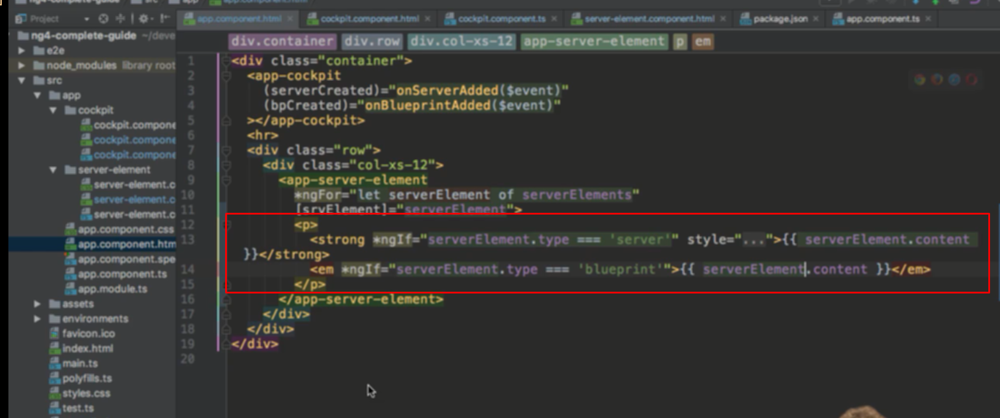 ng4-complete-guide src app app.component.html
Project app.component.html cockpit.component.html cockpit.component.ts server-element.component.html package.json app.component.ts
ng4-complete-guide ~/deve
e2e
node_modules library root
src
app
cockpit
cockpit.compone
cockpit.compone
cockpit.compone
server-element
server-element.c
server-element.c
server-element.c
app.component.css
app.component.htm
app.component.spe
app.component.ts
app.module.ts
assets
environments
favicon.ico
index.html
main.ts
polyfills.ts
styles.css
test.ts
div.container div.row div.col-xs-12 app-server-element p em
1 <div class="container">
2 <app-cockpit
3 (serverCreated)="onServerAdded($event)"
4 (bpCreated)="onBlueprintAdded($event)"
5 ></app-cockpit>
6 <hr>
7 <div class="row">
8 <div class="col-xs-12">
9 <app-server-element
10 *ngFor="let serverElement of serverElements"
11 [srvElement]="serverElement">
12 <p>
13 <strong *ngIf="serverElement.type === 'server'" style="...">{{ serverElement.content
}}</strong>
14 <em *ngIf="serverElement.type === 'blueprint'">{{ serverElement.content }}</em>
15 </p>
16 </app-server-element>
17 </div>
18 </div>
19 </div>
20